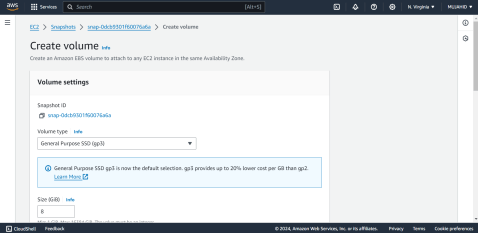 aws
Services
Search
[Alt+S]
N. Virginia
EC2 > Snapshots > snap-0dcb9301f60076a6a > Create volume
Create volume Info
Create an Amazon EBS volume to attach to any EC2 instance in the same Availability Zone.
Volume settings
Snapshot ID
snap-0dcb9301f60076a6a
Volume type Info
General Purpose SSD (gp3)
General Purpose SSD gp3 is now the default selection. gp3 provides up to 20% lower cost per GB than gp2.
Learn More
Size (GiB) Info
8
CloudShell Feedback
© 2024, Amazon Web Services, Inc. or its affiliates. Privacy Terms Cookie preferences